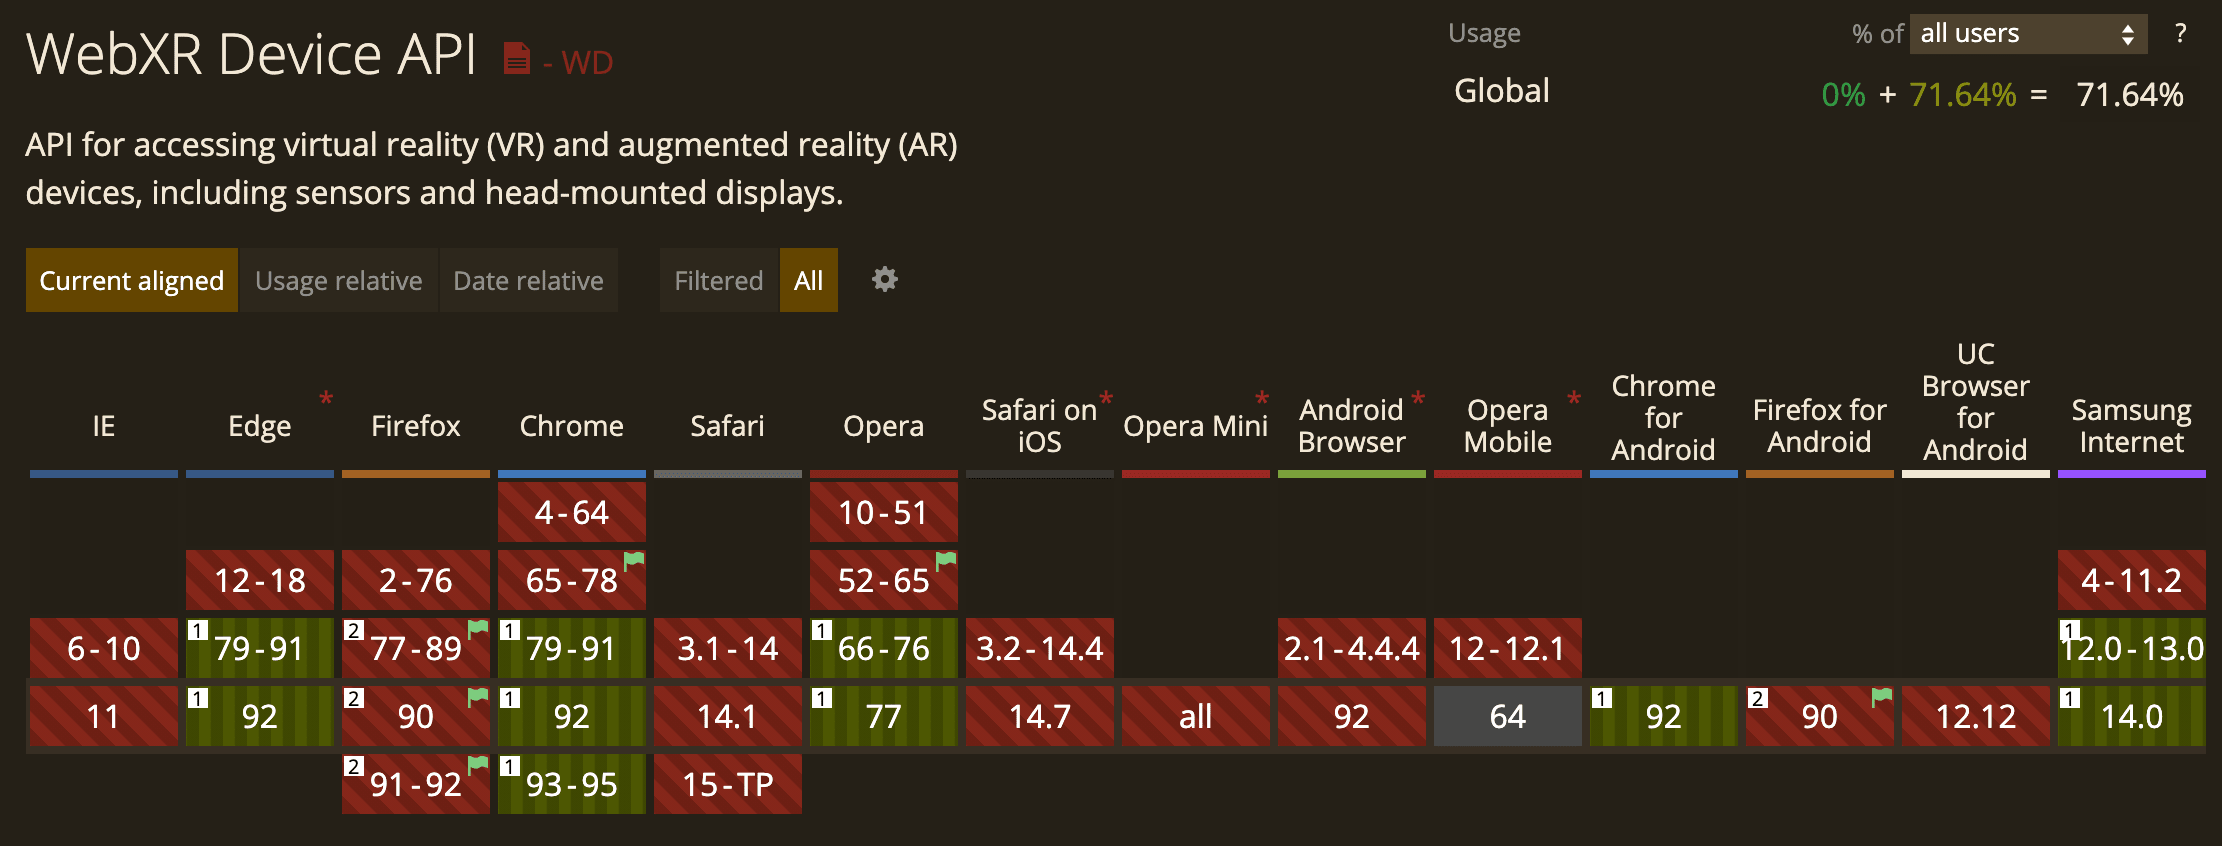 WebXR Device API - WD
Usage % of all users ?
Global 0% + 71.64% = 71.64%
API for accessing virtual reality (VR) and augmented reality (AR)
devices, including sensors and head-mounted displays.
Current aligned Usage relative Date relative Filtered All
IE
Edge *
Firefox
Chrome
Safari
Opera
Safari on *
iOS
Opera Mini *
Android *
Browser
Opera *
Mobile
Chrome
for
Android
Firefox for
Android
UC
Browser
for
Android
Samsung
Internet
4-64 10-51
12-18 2-76 65-78 52-65 4-11.2
6-10 1 79-91 2 77-89 1 79-91 3.1-14 1 66-76 3.2-14.4 2.1-4.4.4 12-12.1 1 12.0-13.0
11 1 92 2 90 1 92 14.1 1 77 14.7 all 92 64 1 92 2 90 12.12 1 14.0
2 91-92 1 93-95 15-TP